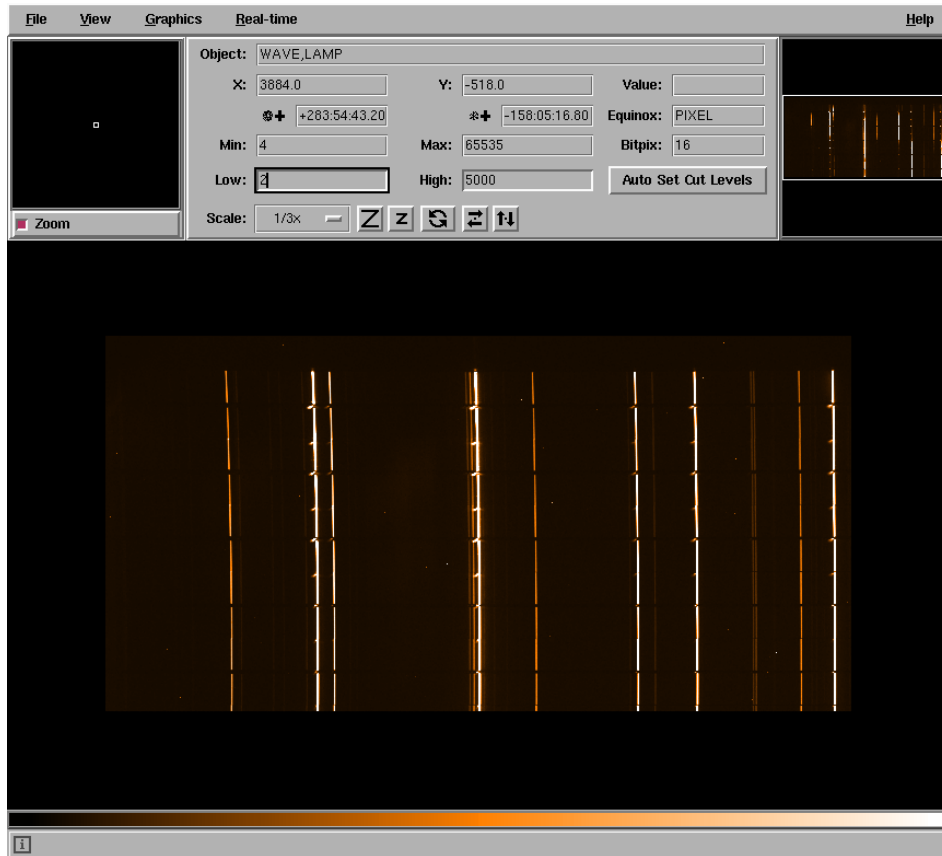 File View Graphics Real-time Help
Object: WAVE,LAMP
X: 3884.0 Y: -518.0 Value:
+283:54:43.20 -158:05:16.80 Equinox: PIXEL
Min: 4 Max: 65535 Bitpix: 16
Low: 2 High: 5000 Auto Set Cut Levels
Scale: 1/3x Z z
Zoom
i